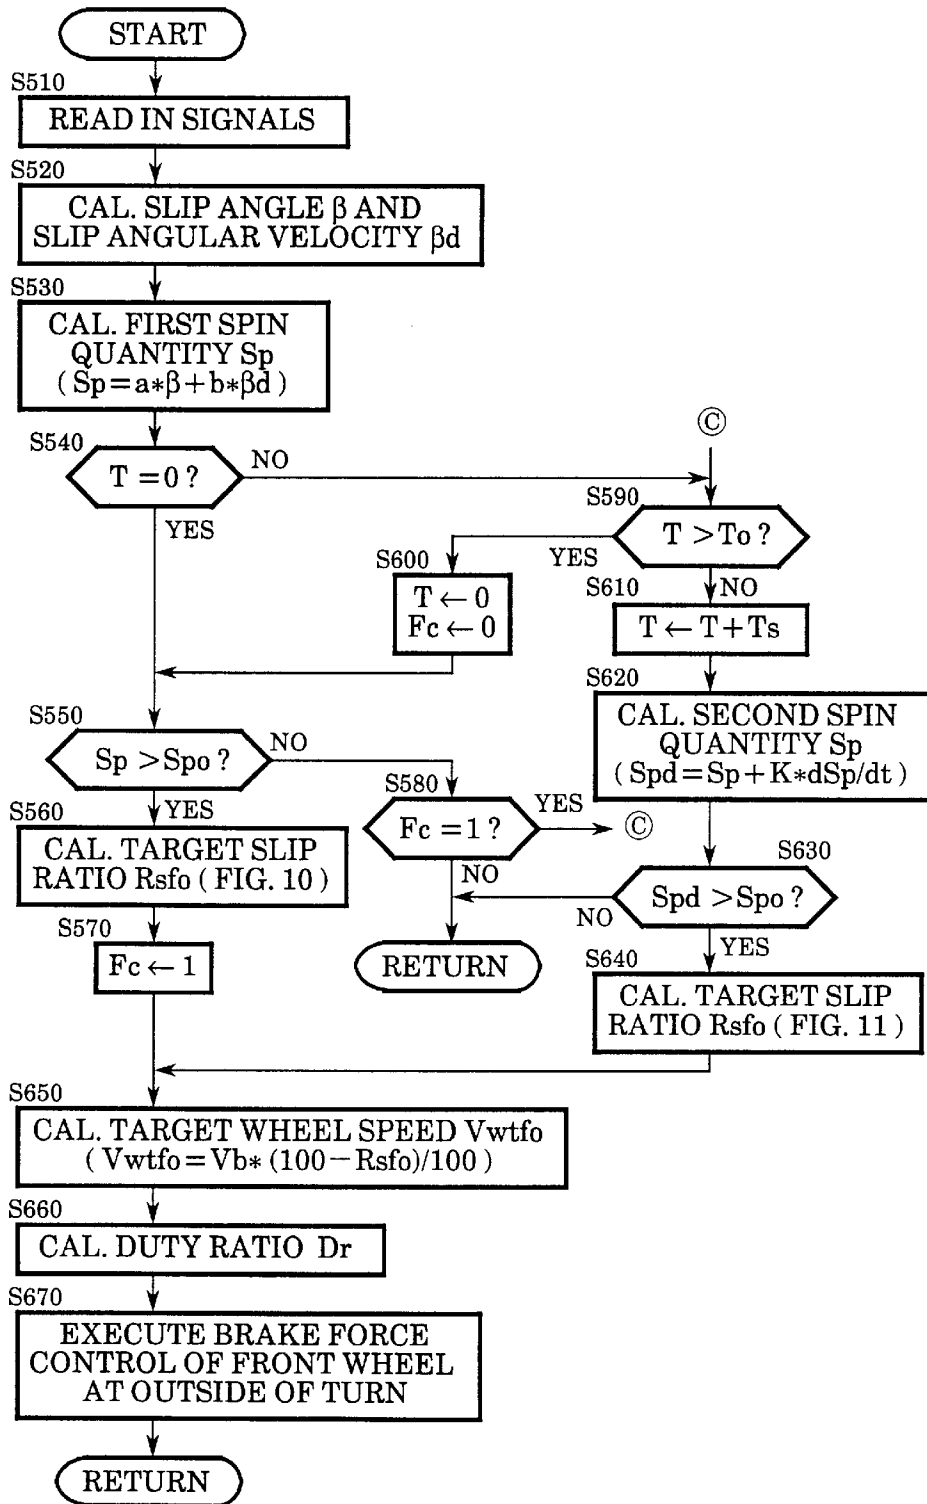 START
S510
READ IN SIGNALS
S520
CAL. SLIP ANGLE β AND
SLIP ANGULAR VELOCITY βd
S530
CAL. FIRST SPIN
QUANTITY Sp
( Sp=a*β+b*βd )
S540
T=0 ?
NO
YES
Ⓒ
S590
T >To ?
YES
NO
S600
T ← 0
Fc ← 0
S610
T ← T+Ts
S620
CAL. SECOND SPIN
QUANTITY Sp
( Spd=Sp+K*dSp/dt )
S550
Sp >Spo ?
NO
YES
S580
Fc =1 ?
YES
Ⓒ
NO
S560
CAL. TARGET SLIP
RATIO Rsfo ( FIG. 10 )
S570
Fc ← 1
RETURN
S630
Spd >Spo ?
NO
YES
S640
CAL. TARGET SLIP
RATIO Rsfo ( FIG. 11 )
S650
CAL. TARGET WHEEL SPEED Vwtfo
( Vwtfo=Vb* (100−Rsfo)/100 )
S660
CAL. DUTY RATIO Dr
S670
EXECUTE BRAKE FORCE
CONTROL OF FRONT WHEEL
AT OUTSIDE OF TURN
RETURN